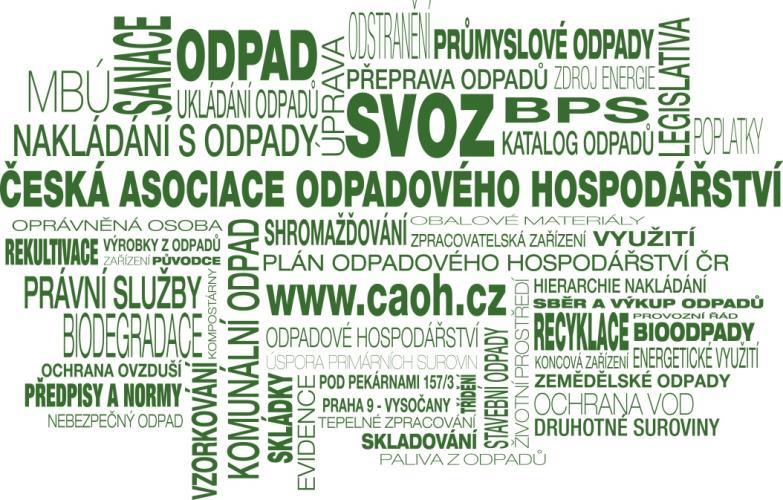 MBÚ
SANACE
ODPAD
UKLÁDÁNÍ ODPADŮ
NAKLÁDÁNÍ S ODPADY
ÚPRAVA
ODSTRANĚNÍ
PRŮMYSLOVÉ ODPADY
PŘEPRAVA ODPADŮ
ZDROJ ENERGIE
SVOZ
BPS
KATALOG ODPADŮ
LEGISLATIVA
POPLATKY
ČESKÁ ASOCIACE ODPADOVÉHO HOSPODÁŘSTVÍ
OPRÁVNĚNÁ OSOBA
REKULTIVACE
VÝROBKY Z ODPADŮ
ZAŘÍZENÍ
PŮVODCE
PRÁVNÍ SLUŽBY
BIODEGRADACE
KOMPOSTÁRNY
OCHRANA OVZDUŠÍ
PŘEDPISY A NORMY
NEBEZPEČNÝ ODPAD
VZORKOVÁNÍ
KOMUNÁLNÍ ODPAD
SHROMAŽĎOVÁNÍ
OBALOVÉ MATERIÁLY
ZPRACOVATELSKÁ ZAŘÍZENÍ
VYUŽITÍ
PLÁN ODPADOVÉHO HOSPODÁŘSTVÍ ČR
www.caoh.cz
ODPADOVÉ HOSPODÁŘSTVÍ
ÚSPORA PRIMÁRNÍCH SUROVIN
SKLÁDKY
EVIDENCE
POD PEKÁRNAMI 157/3
PRAHA 9 - VYSOČANY
TŘÍDĚNÍ
TEPELNÉ ZPRACOVÁNÍ
SKLADOVÁNÍ
PALIVA Z ODPADŮ
STAVEBNÍ ODPADY
ŽIVOTNÍ PROSTŘEDÍ
HIERARCHIE NAKLÁDÁNÍ
SBĚR A VÝKUP ODPADŮ
PROVOZNÍ ŘÁD
RECYKLACE
BIOODPADY
KONCOVÁ ZAŘÍZENÍ
ENERGETICKÉ VYUŽITÍ
ZEMĚDĚLSKÉ ODPADY
OCHRANA VOD
DRUHOTNÉ SUROVINY